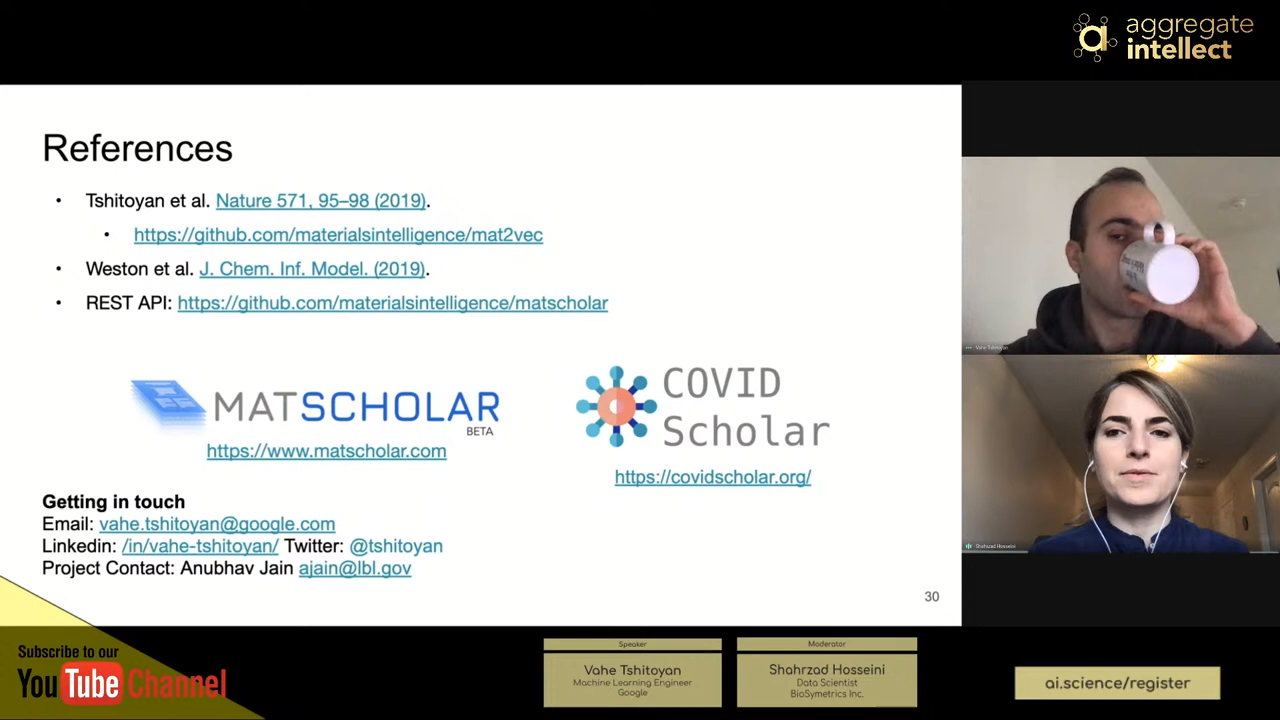 aggregate
intellect
References
• Tshitoyan et al. Nature 571, 95–98 (2019).
• https://github.com/materialsintelligence/mat2vec
• Weston et al. J. Chem. Inf. Model. (2019).
• REST API: https://github.com/materialsintelligence/matscholar
MATSCHOLAR
BETA
https://www.matscholar.com
COVID
Scholar
https://covidscholar.org/
Getting in touch
Email: vahe.tshitoyan@google.com
Linkedin: /in/vahe-tshitoyan/ Twitter: @tshitoyan
Project Contact: Anubhav Jain ajain@lbl.gov
30
Vahe Tshitoyan
Shahrzad Hosseini
Subscribe to our
YouTube Channel
Speaker
Vahe Tshitoyan
Machine Learning Engineer
Google
Moderator
Shahrzad Hosseini
Data Scientist
BioSymetrics Inc.
ai.science/register